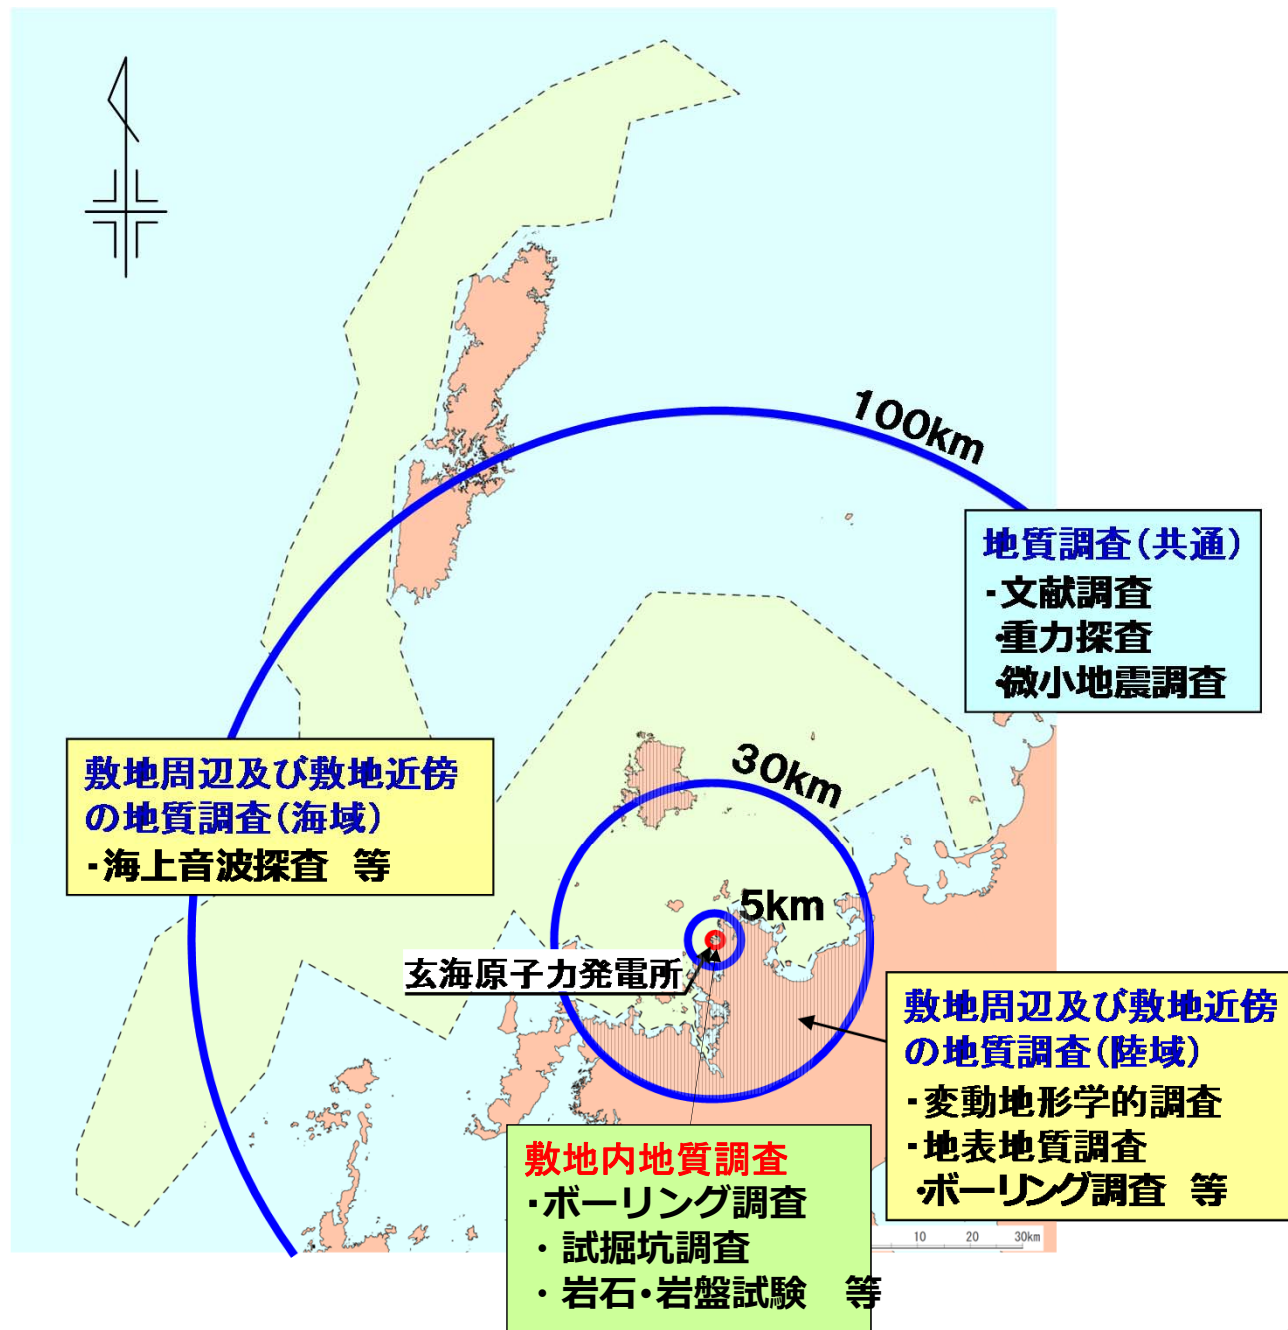 100km
地質調査(共通)
・文献調査
・重力探査
・微小地震調査
敷地周辺及び敷地近傍
の地質調査(海域)
・海上音波探査 等
30km
5km
玄海原子力発電所
敷地周辺及び敷地近傍
の地質調査(陸域)
・変動地形学的調査
・地表地質調査
・ボーリング調査 等
敷地内地質調査
・ボーリング調査
・試掘坑調査
・岩石・岩盤試験 等
10 20 30km